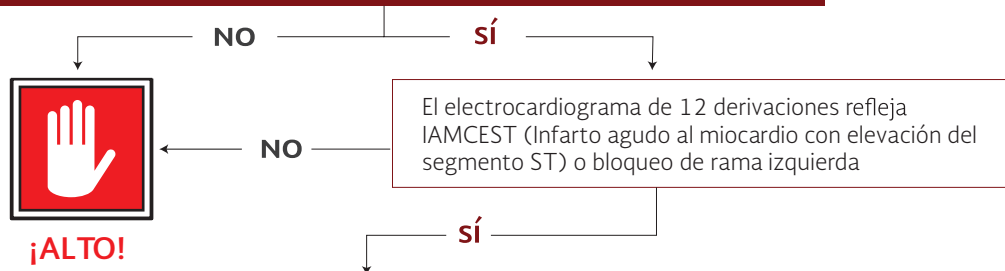 NO
SÍ
El electrocardiograma de 12 derivaciones refleja
IAMCEST (Infarto agudo al miocardio con elevación del
segmento ST) o bloqueo de rama izquierda
NO
¡ALTO!
SÍ